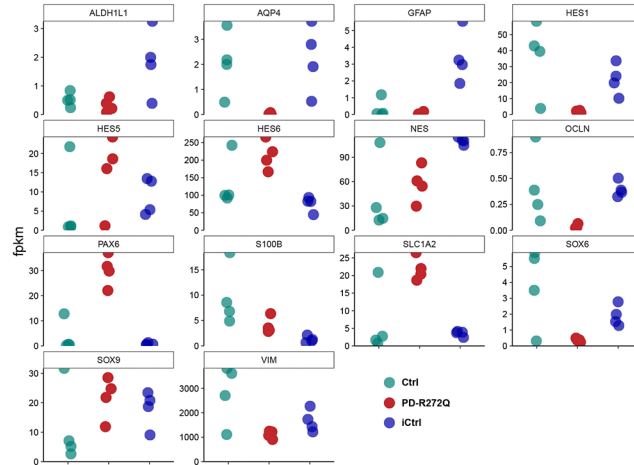 ALDH1L1 AQP4 GFAP HES1
3 2 1 0
3 2 1 0
5 4 3 2 1 0
50 40 30 20 10 0
HES5 HES6 NES OCLN
20 15 10 5 0
250 200 150 100 50 0
90 60 30 0
0.75 0.50 0.25 0.00
fpkm
PAX6 S100B SLC1A2 SOX6
30 20 10 0
15 10 5 0
25 20 15 10 5 0
5 4 3 2 1 0
SOX9 VIM
30 20 10 0
3000 2000 1000 0
Ctrl
PD-R272Q
iCtrl